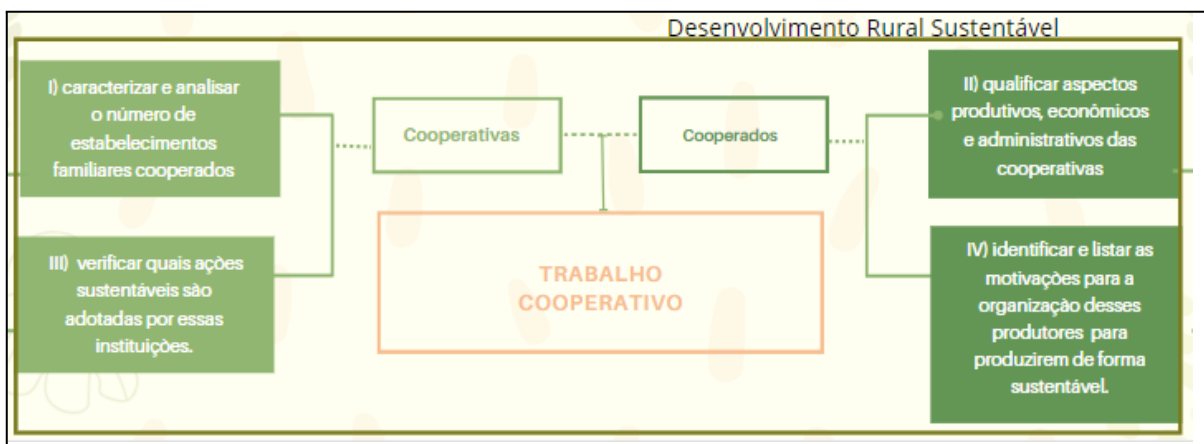 Desenvolvimento Rural Sustentável
I) caracterizar e analisar
o número de
estabelecimentos
familiares cooperados
Cooperativas
Cooperados
II) qualificar aspectos
produtivos, econômicos
e administrativos das
cooperativas
III) verificar quais ações
sustentáveis são
adotadas por essas
instituições.
TRABALHO
COOPERATIVO
IV) identificar e listar as
motivações para a
organização desses
produtores para
produzirem de forma
sustentável.